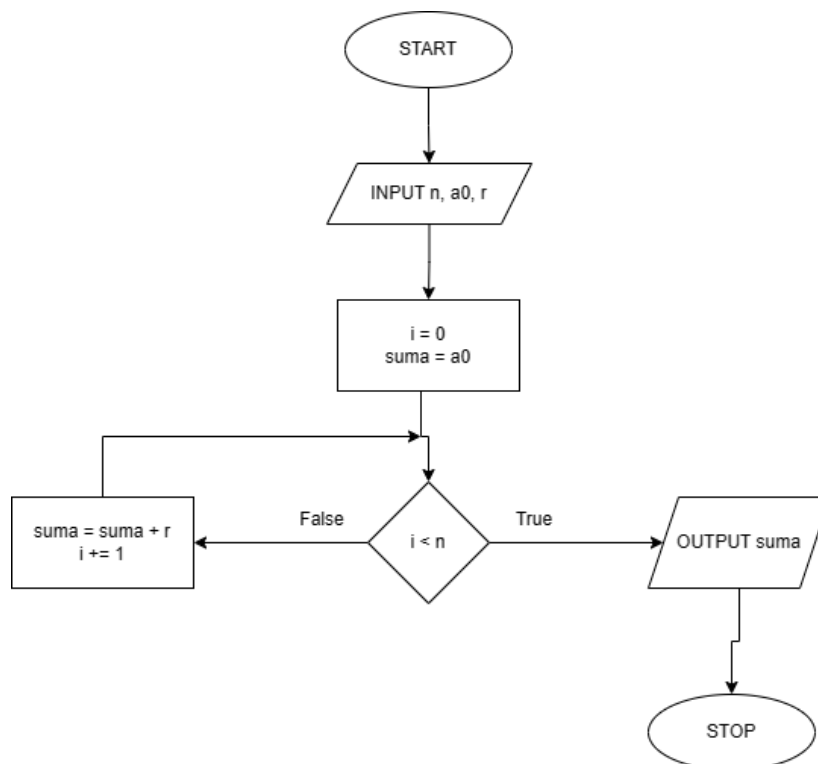 START
INPUT n, a0, r
i = 0
suma = a0
False
True
suma = suma + r
i += 1
i < n
OUTPUT suma
STOP